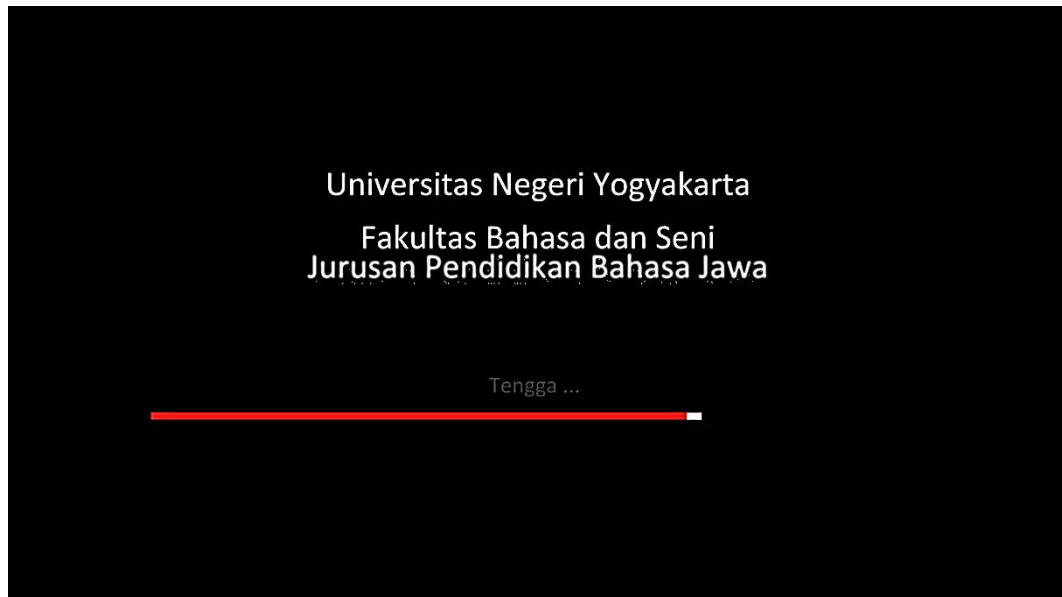 Universitas Negeri Yogyakarta
Fakultas Bahasa dan Seni
Jurusan Pendidikan Bahasa Jawa
Tengga ...